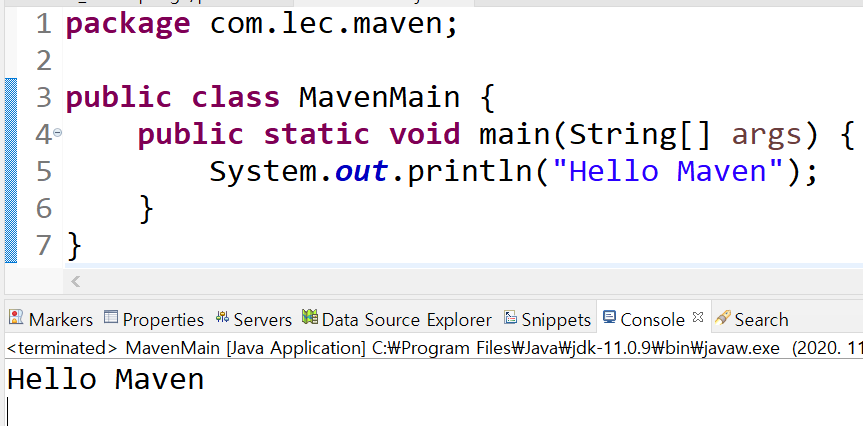 1 package com.lec.maven;
2
3 public class MavenMain {
4 public static void main(String[] args) {
5 System.out.println("Hello Maven");
6 }
7 }
Markers Properties Servers Data Source Explorer Snippets Console Search
<terminated> MavenMain [Java Application] C:₩Program Files₩Java₩jdk-11.0.9₩bin₩javaw.exe (2020. 11
Hello Maven